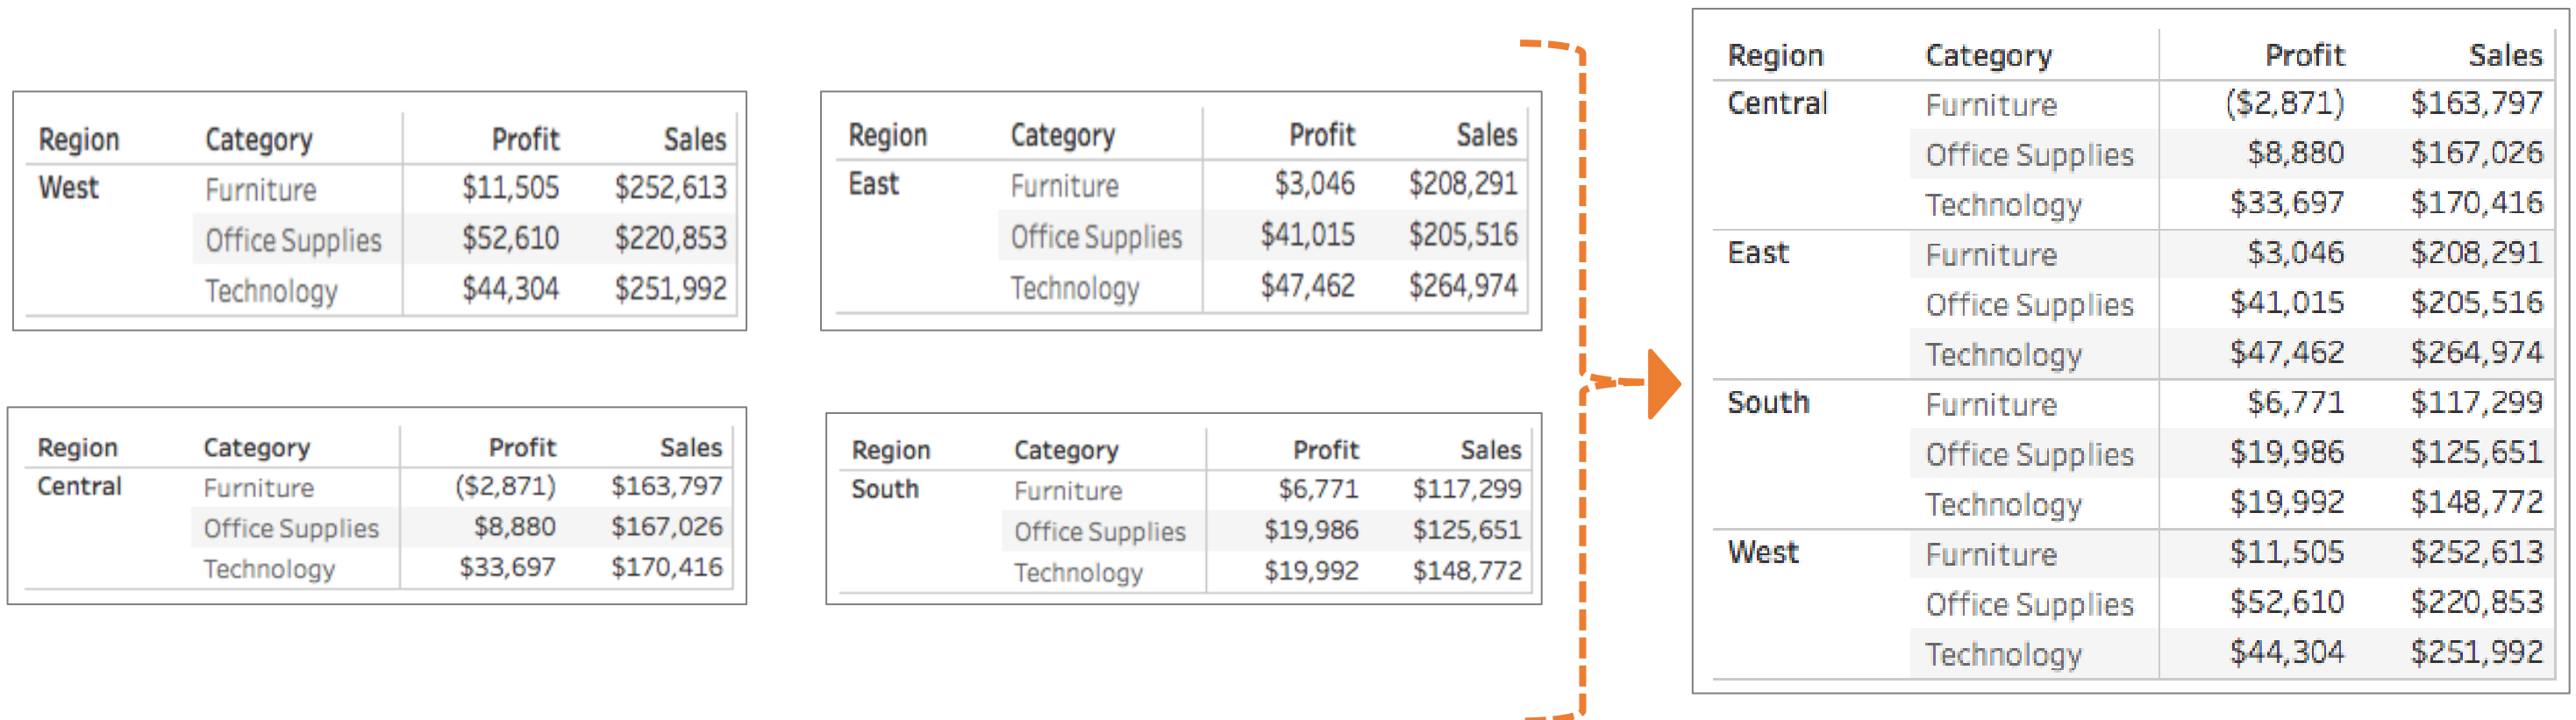 Region Category Profit Sales
West Furniture $11,505 $252,613
Office Supplies $52,610 $220,853
Technology $44,304 $251,992
Region Category Profit Sales
East Furniture $3,046 $208,291
Office Supplies $41,015 $205,516
Technology $47,462 $264,974
Region Category Profit Sales
Central Furniture ($2,871) $163,797
Office Supplies $8,880 $167,026
Technology $33,697 $170,416
Region Category Profit Sales
South Furniture $6,771 $117,299
Office Supplies $19,986 $125,651
Technology $19,992 $148,772
Region Category Profit Sales
Central Furniture ($2,871) $163,797
Office Supplies $8,880 $167,026
Technology $33,697 $170,416
East Furniture $3,046 $208,291
Office Supplies $41,015 $205,516
Technology $47,462 $264,974
South Furniture $6,771 $117,299
Office Supplies $19,986 $125,651
Technology $19,992 $148,772
West Furniture $11,505 $252,613
Office Supplies $52,610 $220,853
Technology $44,304 $251,992